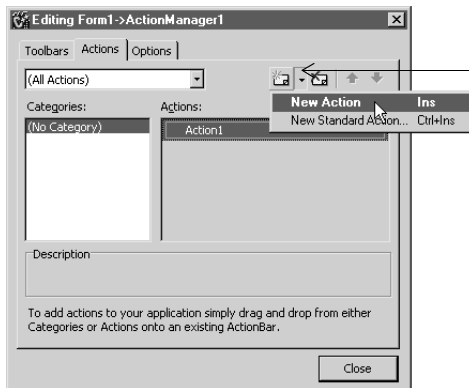 Editing Form1->ActionManager1
Toolbars Actions Options
(All Actions)
New Action Ins
New Standard Action... Ctrl+Ins
Categories: Actions:
(No Category) Action1
Description
To add actions to your application simply drag and drop from either
Categories or Actions onto an existing ActionBar.
Close